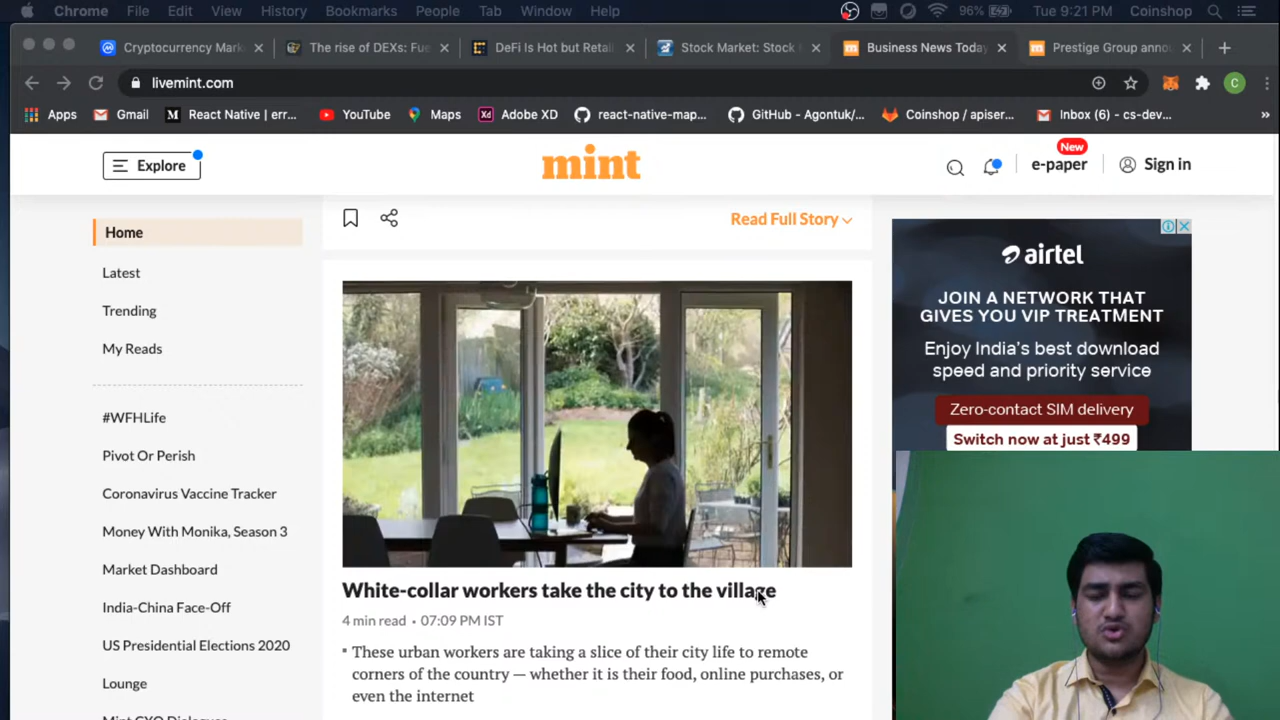 Chrome File Edit View History Bookmarks People Tab Window Help 96% Tue 9:21 PM Coinshop
Cryptocurrency Mark The rise of DEXs: Fue DeFi Is Hot but Retai Stock Market: Stock Business News Today Prestige Group anno
livemint.com C
Apps Gmail React Native | err... YouTube Maps Adobe XD react-native-map... GitHub - Agontuk/... Coinshop / apiser... Inbox (6) - cs-dev... »
Explore
mint
New
e-paper
Sign in
Home
Latest
Trending
My Reads
#WFHLife
Pivot Or Perish
Coronavirus Vaccine Tracker
Money With Monika, Season 3
Market Dashboard
India-China Face-Off
US Presidential Elections 2020
Lounge
Read Full Story
White-collar workers take the city to the village
4 min read • 07:09 PM IST
These urban workers are taking a slice of their city life to remote
corners of the country — whether it is their food, online purchases, or
even the internet
airtel
JOIN A NETWORK THAT
GIVES YOU VIP TREATMENT
Enjoy India's best download
speed and priority service
Zero-contact SIM delivery
Switch now at just ₹499